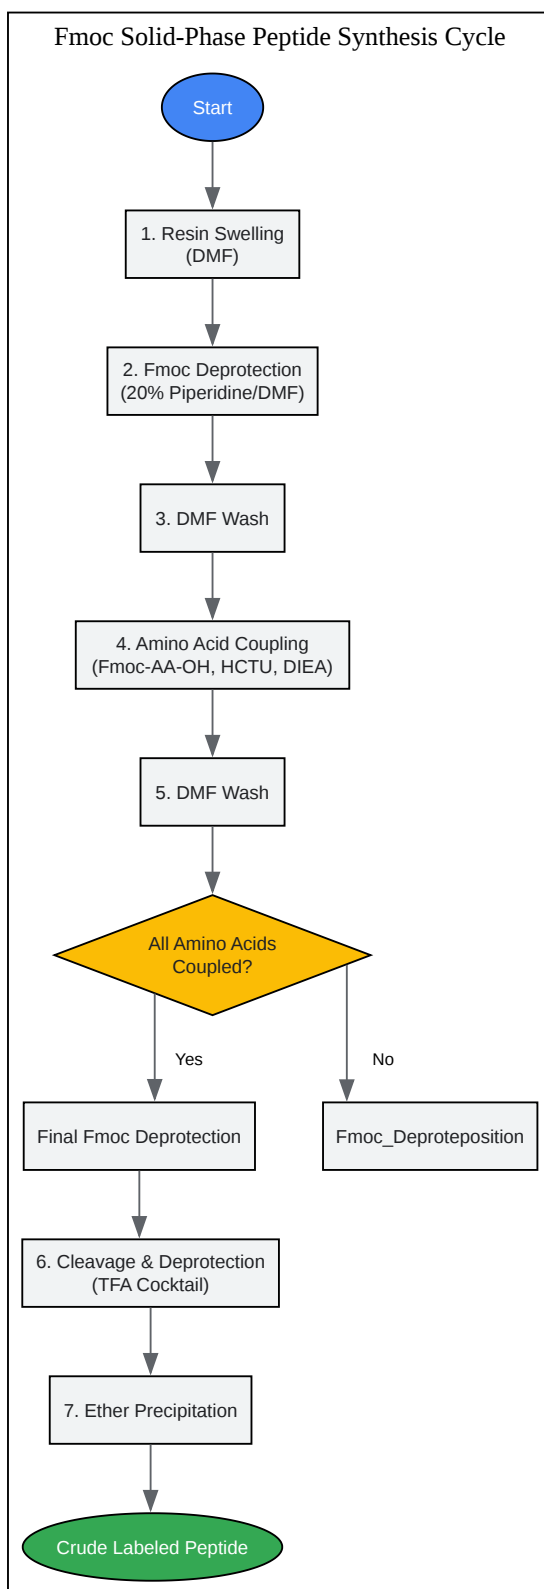 Fmoc Solid-Phase Peptide Synthesis Cycle
Start
1. Resin Swelling
(DMF)
2. Fmoc Deprotection
(20% Piperidine/DMF)
3. DMF Wash
4. Amino Acid Coupling
(Fmoc-AA-OH, HCTU, DIEA)
5. DMF Wash
All Amino Acids
Coupled?
Yes
No
Final Fmoc Deprotection
Fmoc_Deproteposition
6. Cleavage & Deprotection
(TFA Cocktail)
7. Ether Precipitation
Crude Labeled Peptide